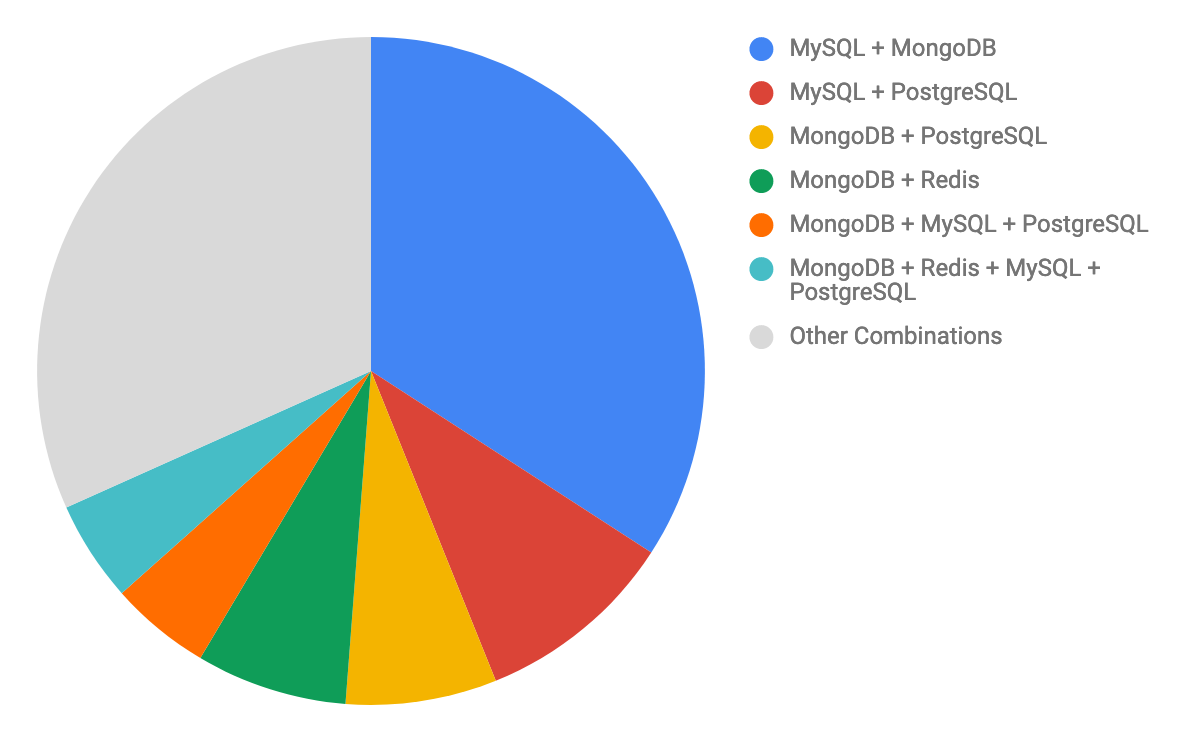 MySQL + MongoDB
MySQL + PostgreSQL
MongoDB + PostgreSQL
MongoDB + Redis
MongoDB + MySQL + PostgreSQL
MongoDB + Redis + MySQL +
PostgreSQL
Other Combinations